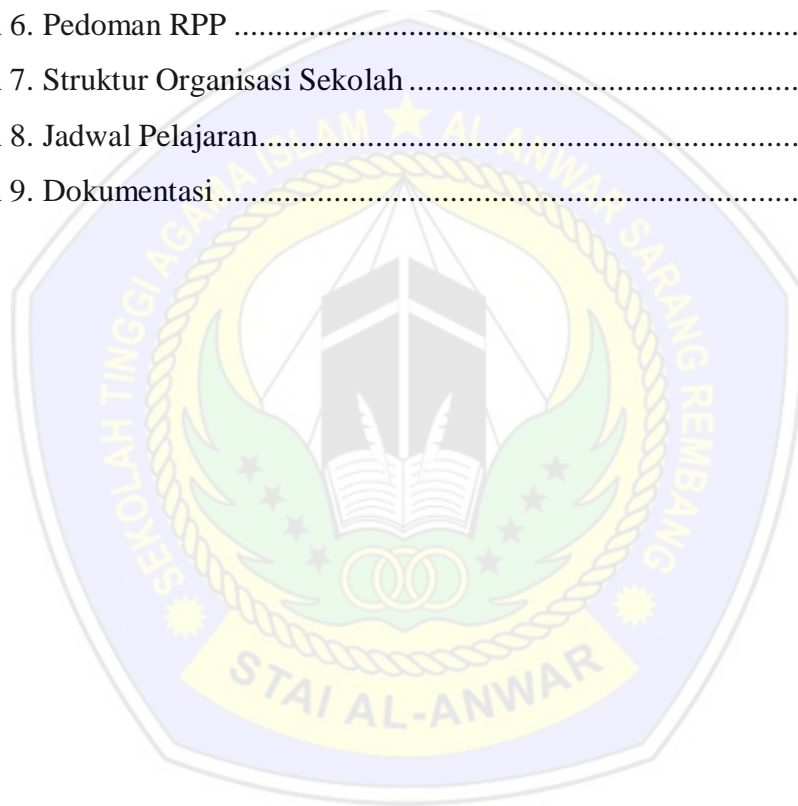 6. Pedoman RPP ..........................................................................
7. Struktur Organisasi Sekolah ..................................................
8. Jadwal Pelajaran......................................................................
9. Dokumentasi ...........................................................................
SEKOLAH TINGGI AGAMA ISLAM AL-ANWAR SARANG REMBANG
STAI AL-ANWAR